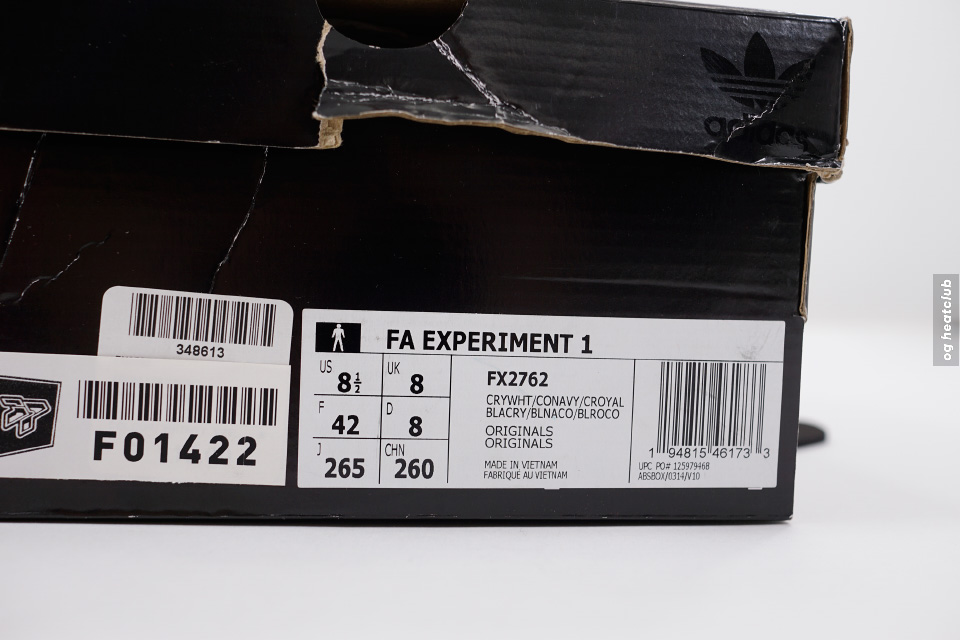 adidas
og heatclub
348613
F01422
FA EXPERIMENT 1
US 8½
UK 8
F 42
D 8
J 265
CHN 260
FX2762
CRYWHT/CONAVY/CROYAL
BLACRY/BLNACO/BLROCO
ORIGINALS
ORIGINALS
MADE IN VIETNAM
FABRIQUÉ AU VIETNAM
1 94815 46173 3
UPC PO# 125979468
ABSBOX/0314/V10